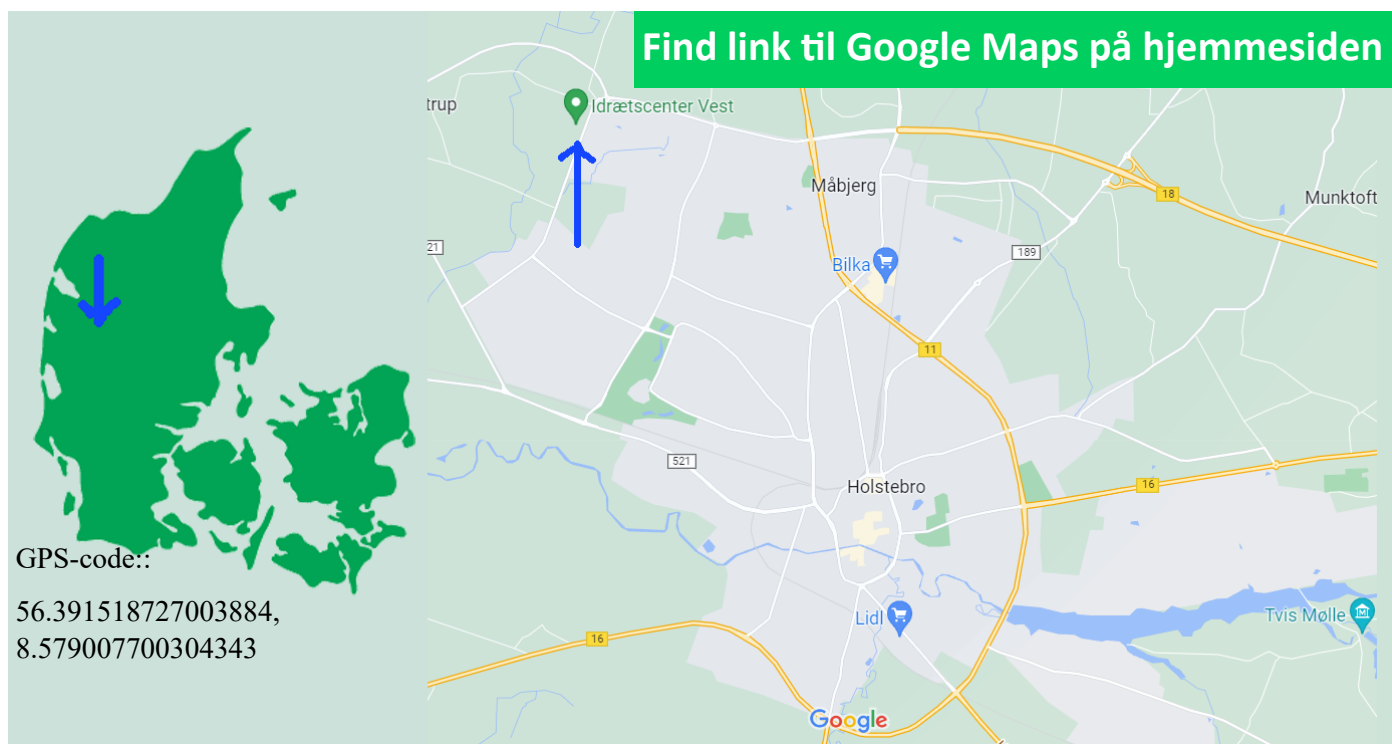 Find link til Google Maps på hjemmesiden
trup
Idrætscenter Vest
Måbjerg
18
Munktoft
21
189
Bilka
11
521
16
Holstebro
GPS-code::
56.391518727003884,
8.579007700304343
Lidl
Tvis Mølle
16
Google